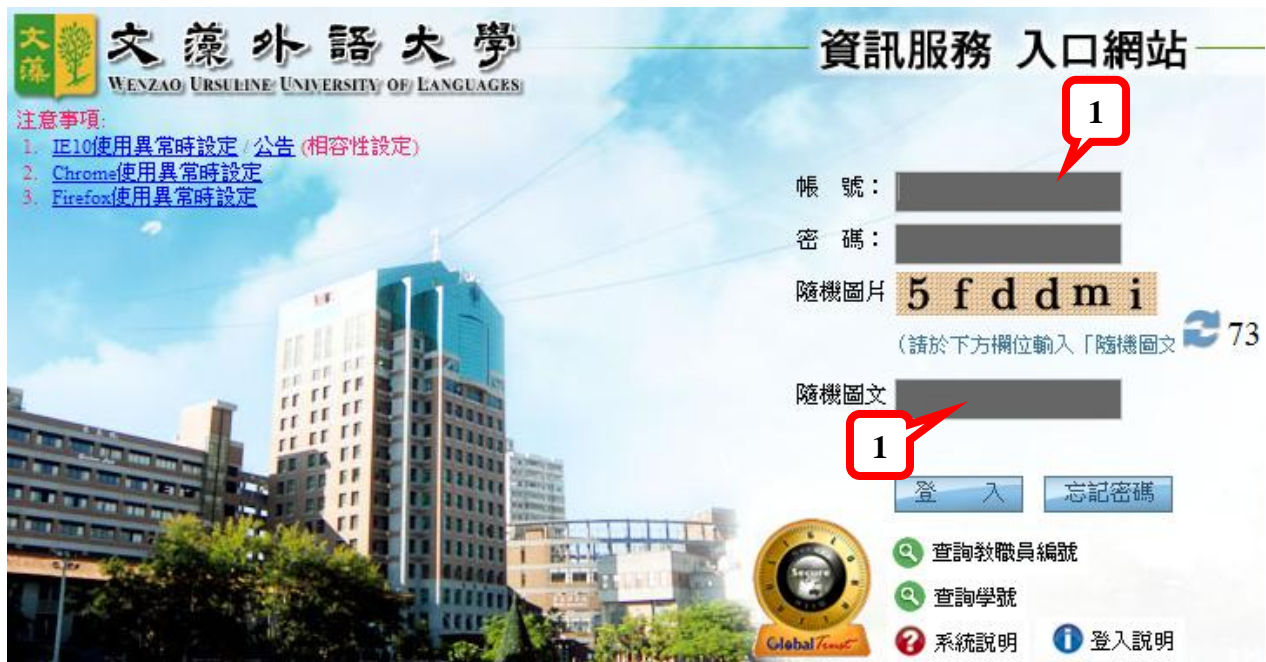 文藻
文藻外語大學
WENZAO URSULINE UNIVERSITY OF LANGUAGES
資訊服務 入口網站
注意事項:
1. IE10使用異常時設定 / 公告 (相容性設定)
2. Chrome使用異常時設定
3. Firefox使用異常時設定
1
帳 號：
密 碼：
隨機圖片 5 f d d m i
(請於下方欄位輸入「隨機圖文 73
隨機圖文
1
登 入 忘記密碼
查詢教職員編號
查詢學號
系統說明 登入說明
Secure
GlobalTrust